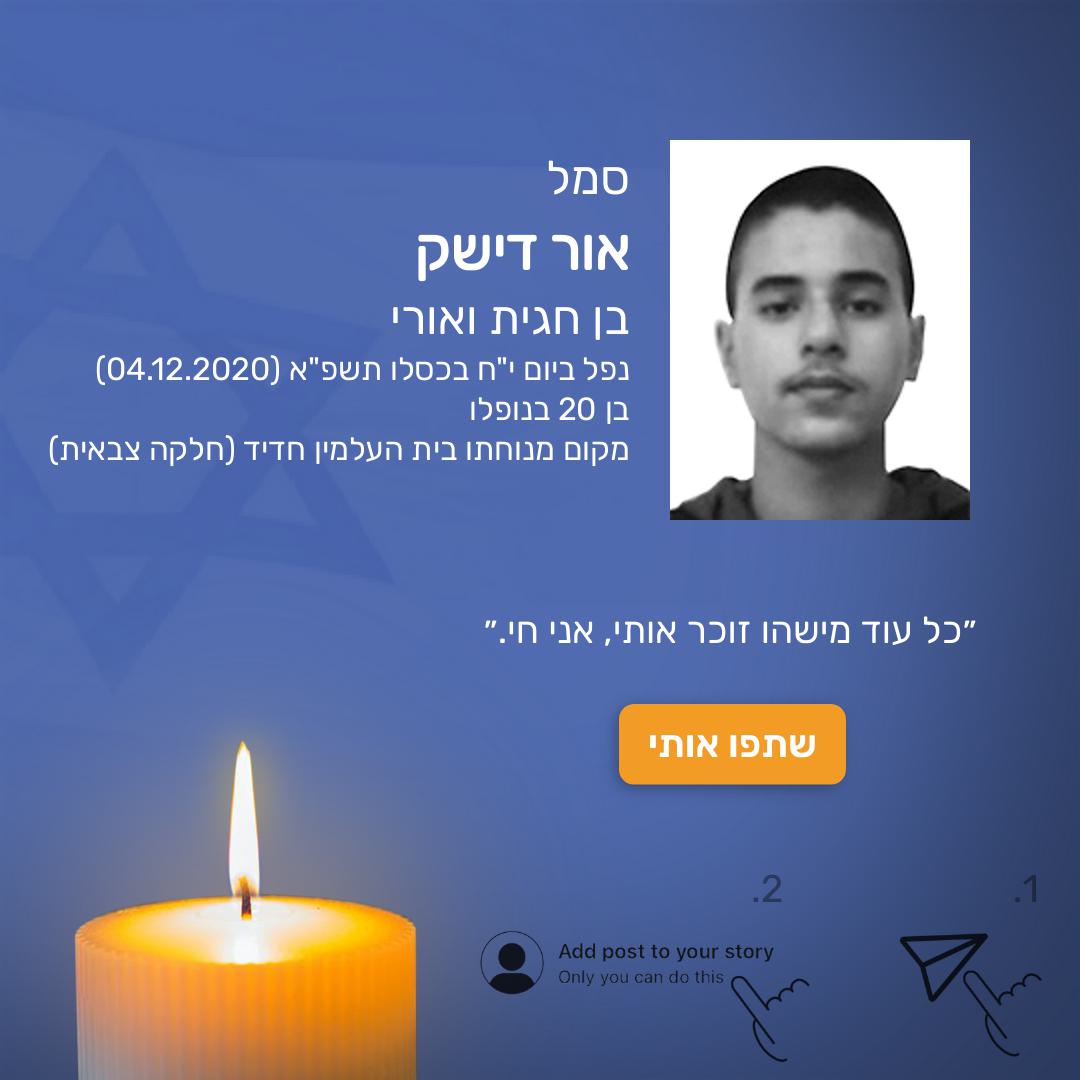 סמל
אור דישק
בן חגית ואורי
נפל ביום י"ח בכסלו תשפ"א (04.12.2020)
בן 20 בנופלו
מקום מנוחתו בית העלמין חדיד (חלקה צבאית)
״כל עוד מישהו זוכר אותי, אני חי.״
שתפו אותי
.1
.2
Add post to your story
Only you can do this